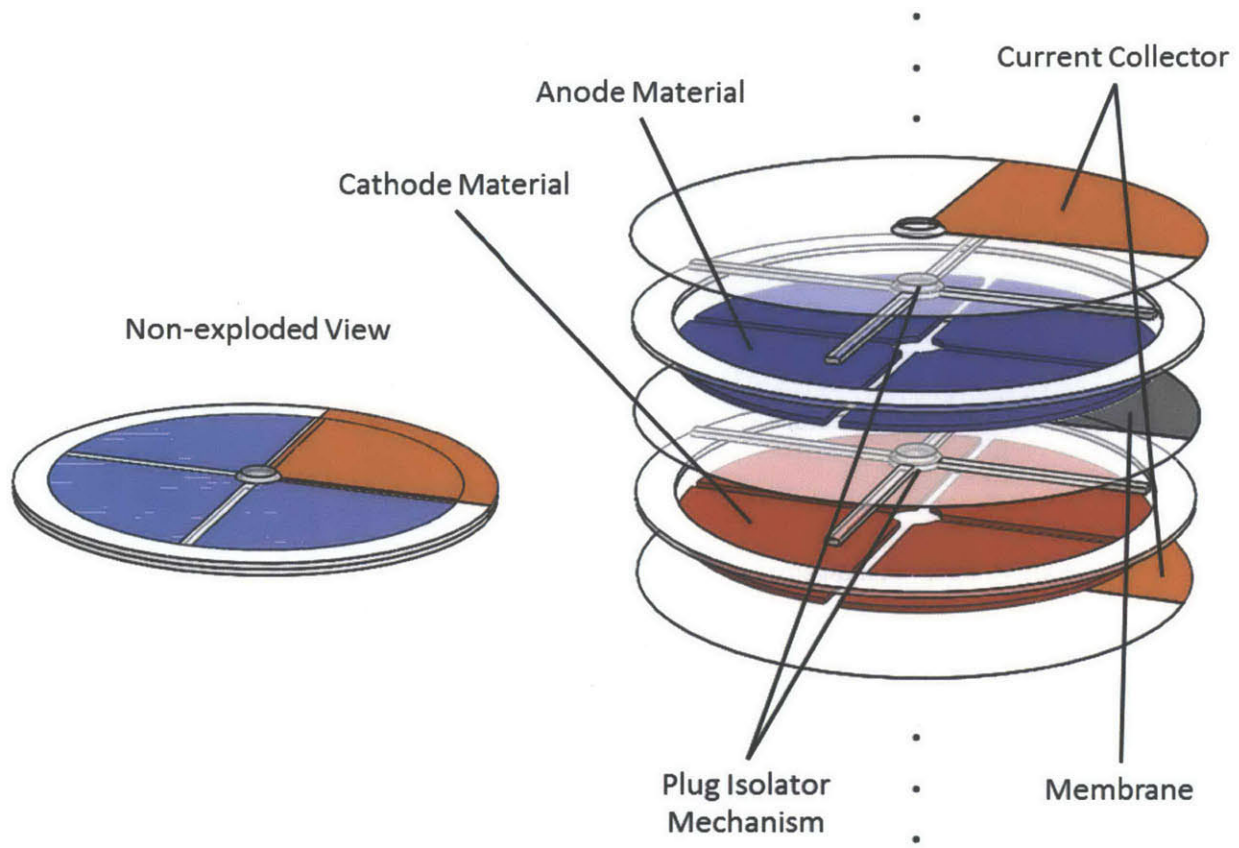 Current Collector
Anode Material
Cathode Material
Non-exploded View
Plug Isolator
Mechanism
Membrane